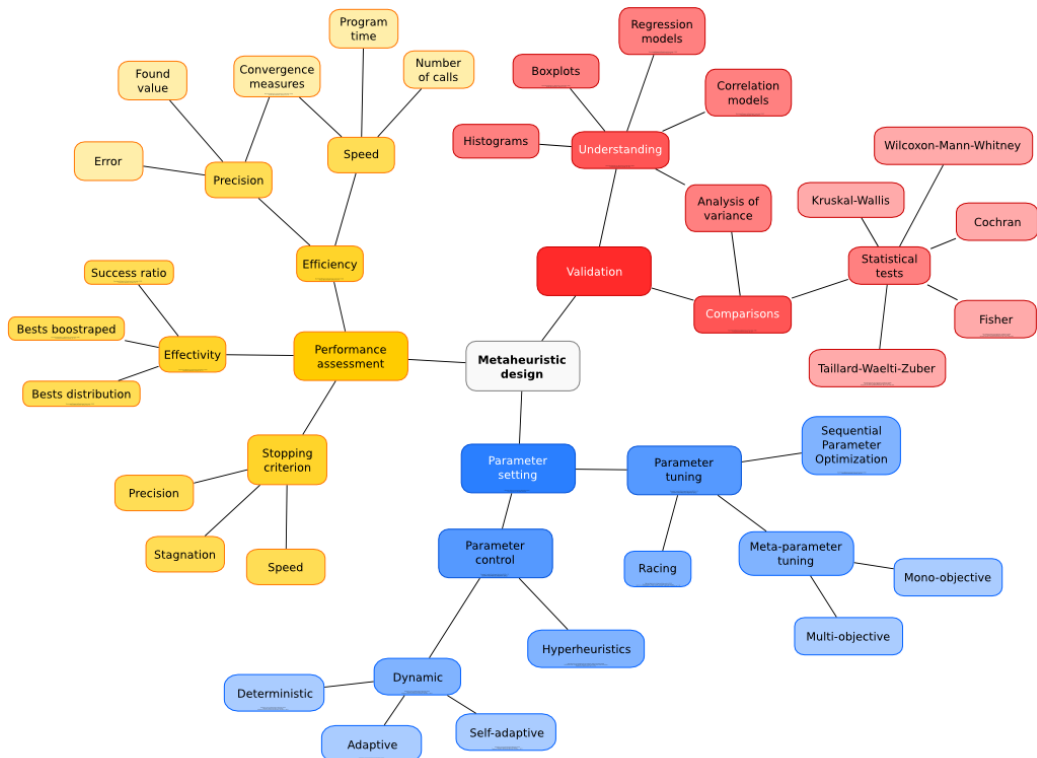 Program
time
Regression
models
Found
value
Convergence
measures
Number
of calls
Boxplots
Correlation
models
Error
Precision
Speed
Histograms
Understanding
Wilcoxon-Mann-Whitney
Kruskal-Wallis
Analysis of
variance
Cochran
Success ratio
Efficiency
Validation
Statistical
tests
Bests boostraped
Effectivity
Performance
assessment
Metaheuristic
design
Comparisons
Fisher
Bests distribution
Taillard-Waelti-Zuber
Stopping
criterion
Parameter
setting
Parameter
tuning
Sequential
Parameter
Optimization
Precision
Stagnation
Speed
Parameter
control
Racing
Meta-parameter
tuning
Mono-objective
Multi-objective
Hyperheuristics
Dynamic
Deterministic
Adaptive
Self-adaptive